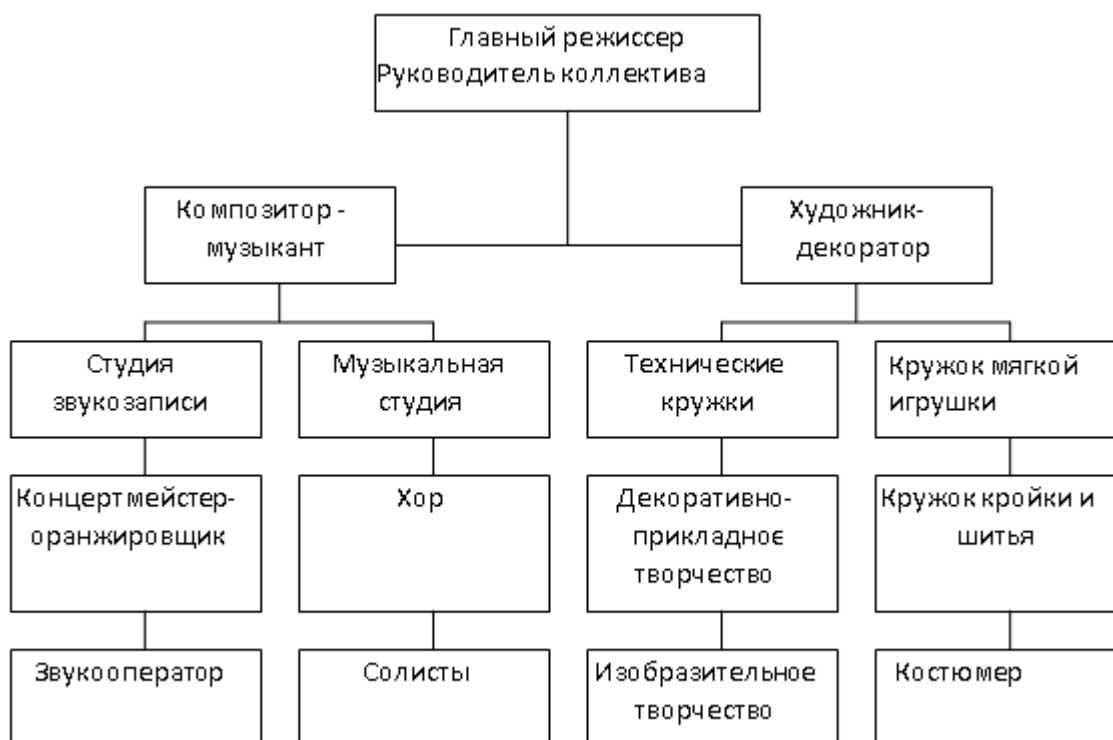 Главный режиссер
Руководитель коллектива
Композитор -
музыкант
Художник-
декоратор
Студия
звукозаписи
Музыкальная
студия
Технические
кружки
Кружок мягкой
игрушки
Концертмейстер-
оранжировщик
Хор
Декоративно-
прикладное
творчество
Кружок кройки и
шитья
Звукооператор
Солисты
Изобразительное
творчество
Костюмер